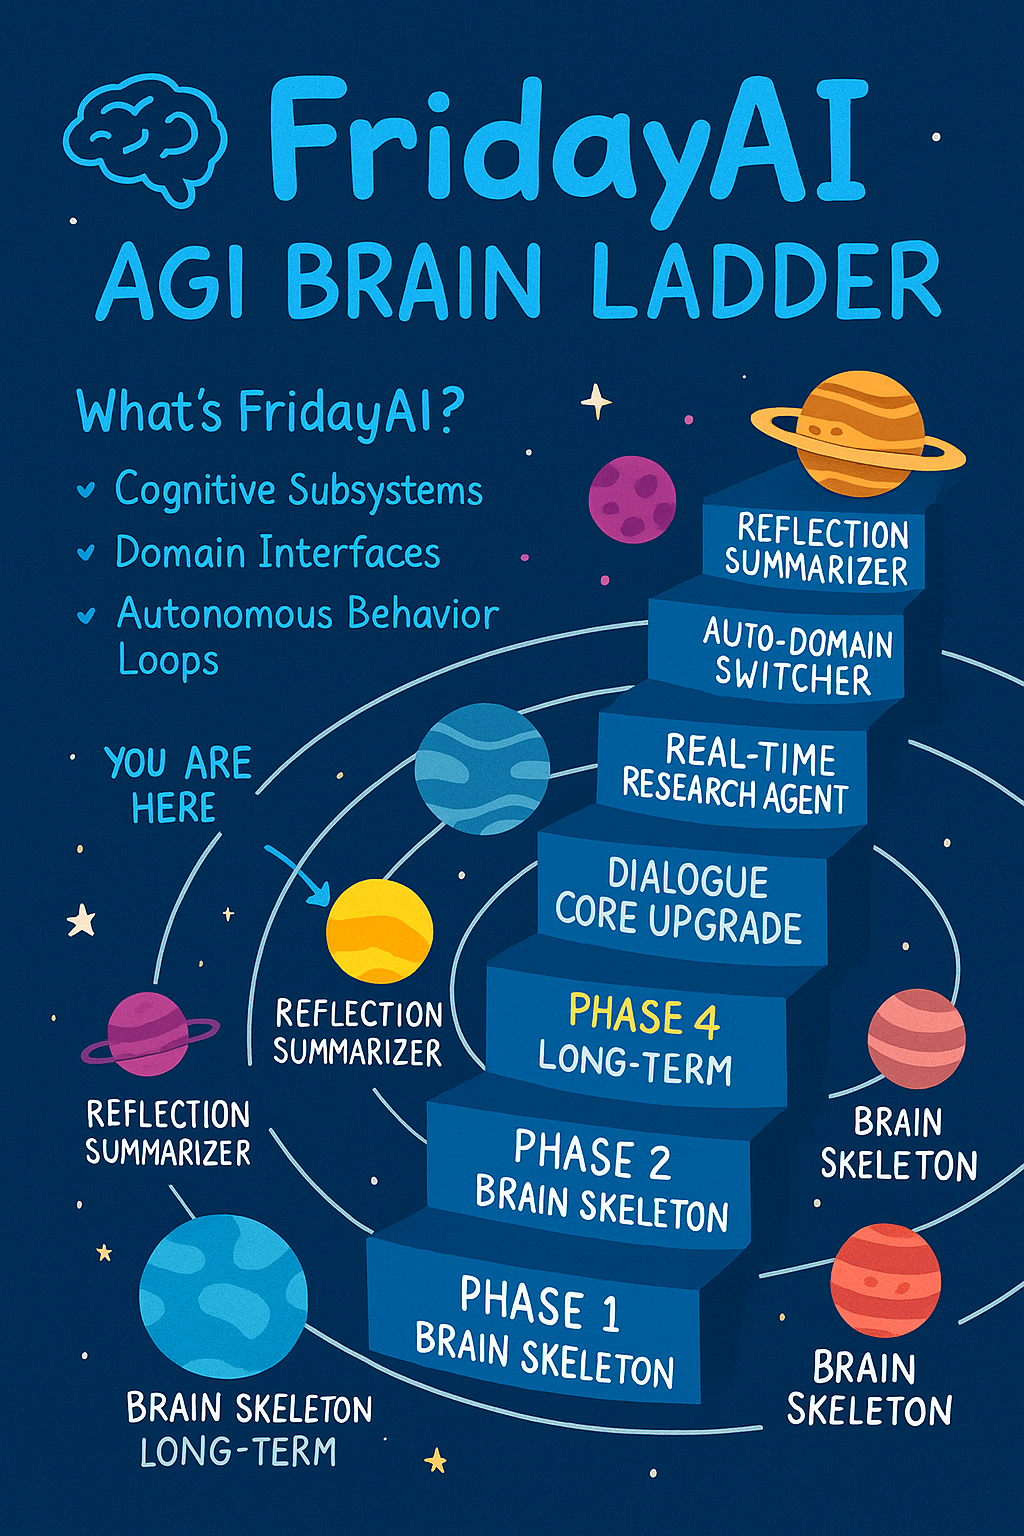 FridayAI
AGI BRAIN LADDER
What's FridayAI?
Cognitive Subsystems
Domain Interfaces
Autonomous Behavior
Loops
YOU ARE
HERE
REFLECTION
SUMMARIZER
AUTO-DOMAIN
SWITCHER
REAL-TIME
RESEARCH AGENT
DIALOGUE
CORE UPGRADE
PHASE 4
LONG-TERM
PHASE 2
BRAIN SKELETON
PHASE 1
BRAIN SKELETON
REFLECTION
SUMMARIZER
REFLECTION
SUMMARIZER
BRAIN SKELETON
LONG-TERM
BRAIN
SKELETON
BRAIN
SKELETON